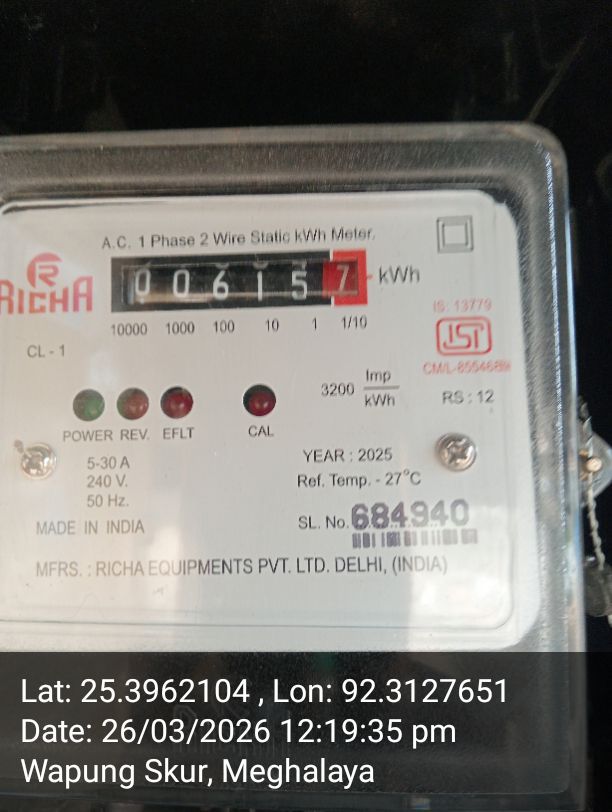 A.C. 1 Phase 2 Wire Static kWh Meter.
RICHA
006157 kWh
10000 1000 100 10 1 1/10
IS: 13779
ISI
CM/L-8554689
CL - 1
3200 Imp/kWh
RS : 12
POWER REV. EFLT CAL
5-30 A
240 V.
50 Hz.
YEAR : 2025
Ref. Temp. - 27°C
MADE IN INDIA
SL. No. 684940
MFRS. : RICHA EQUIPMENTS PVT. LTD. DELHI, (INDIA)
Lat: 25.3962104 , Lon: 92.3127651
Date: 26/03/2026 12:19:35 pm
Wapung Skur, Meghalaya